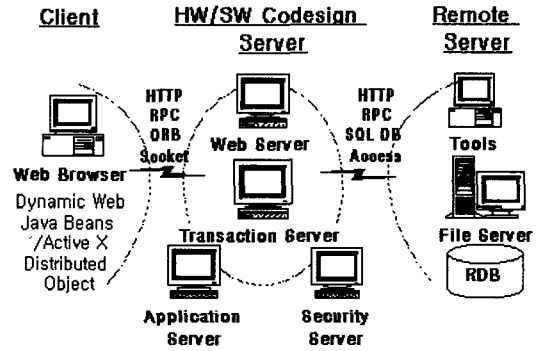 Client
HW/SW Codesign
Server
Remote
Server
HTTP
RPC
ORB
Socket
HTTP
RPC
SQL DB
Access
Web Browser
Dynamic Web
Java Beans
/Active X
Distributed
Object
Web Server
Transaction Server
Application
Server
Security
Server
Tools
File Server
RDB